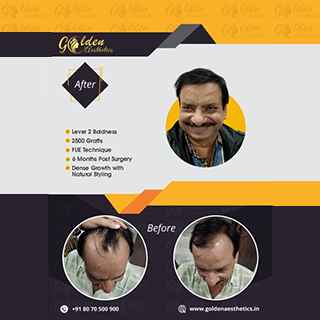 Golden
Aesthetics
After
Level 2 Baldness
2500 Grafts
FUE Technique
6 Months Post Surgery
Dense Growth with
Natural Styling
Before
+91 80 70 500 900
www.goldenaesthetics.in